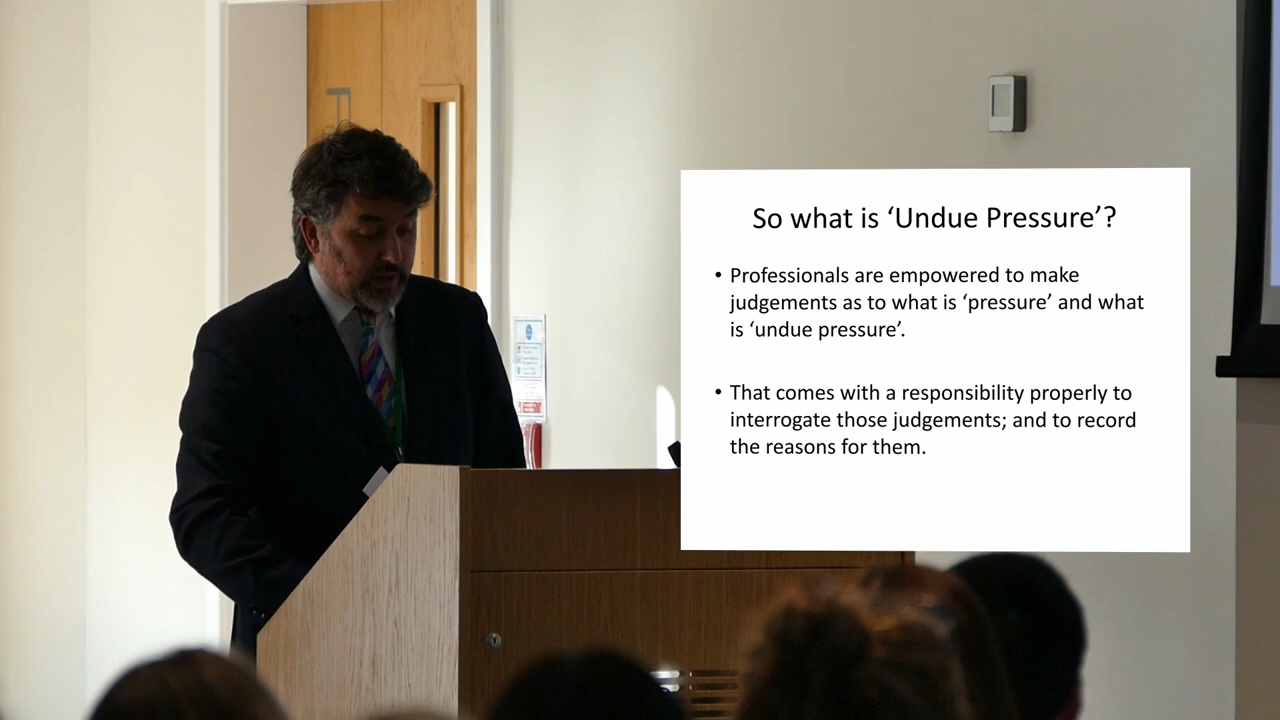 So what is ‘Undue Pressure’?
• Professionals are empowered to make
judgements as to what is ‘pressure’ and what
is ‘undue pressure’.
• That comes with a responsibility properly to
interrogate those judgements; and to record
the reasons for them.